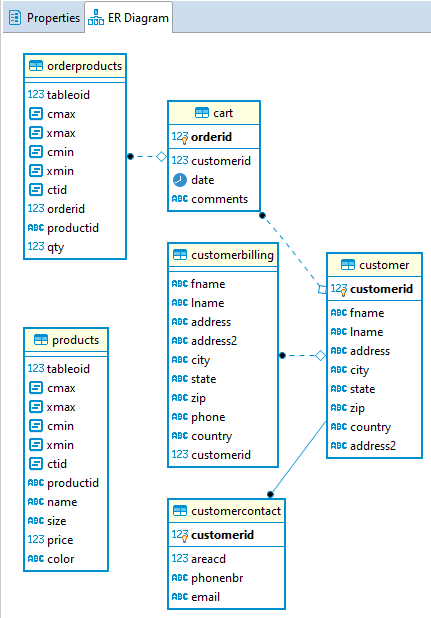 Properties
ER Diagram
orderproducts
123 tableoid
cmax
xmax
cmin
xmin
ctid
123 orderid
ABC productid
123 qty
cart
123 orderid
123 customerid
date
ABC comments
customerbilling
ABC fname
ABC lname
ABC address
ABC address2
ABC city
ABC state
ABC zip
ABC phone
ABC country
123 customerid
customer
123 customerid
ABC fname
ABC lname
ABC address
ABC city
ABC state
ABC zip
ABC country
ABC address2
products
123 tableoid
cmax
xmax
cmin
xmin
ctid
ABC productid
ABC name
ABC size
123 price
ABC color
customercontact
123 customerid
123 areacd
ABC phonenbr
ABC email